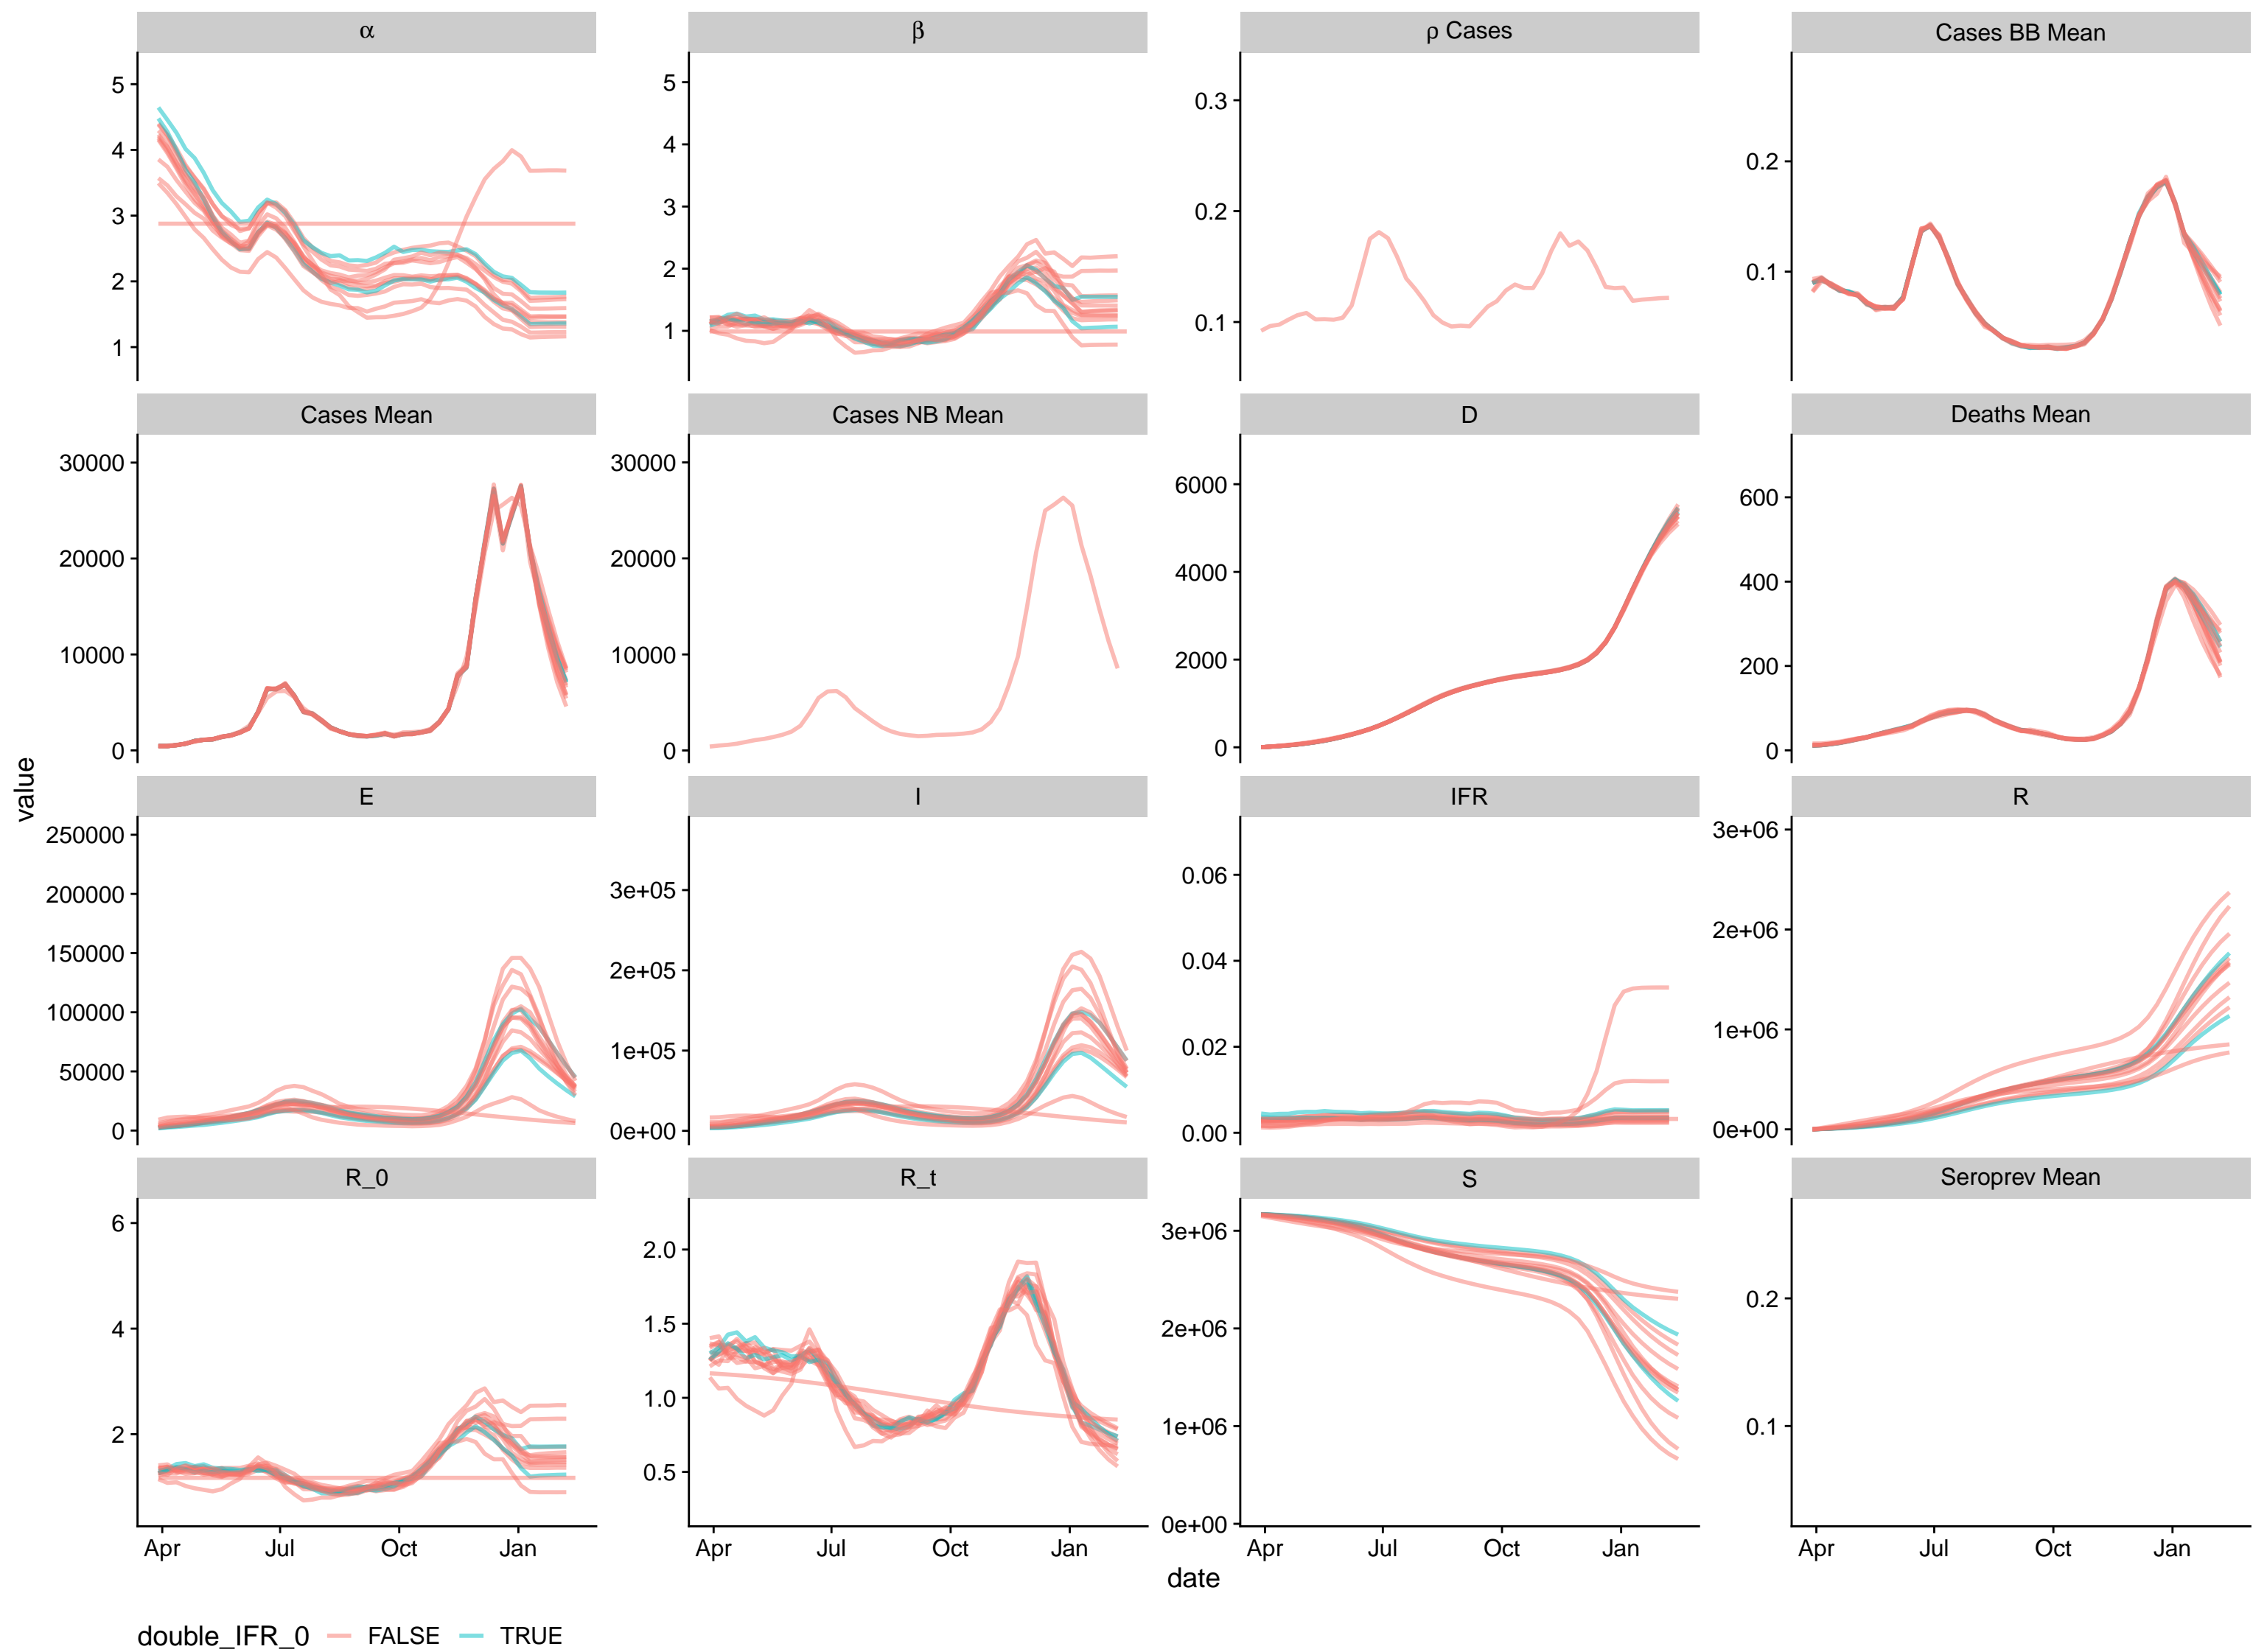 α
β
ρ Cases
Cases BB Mean
5
4
3
2
1
5
4
3
2
1
0.3
0.2
0.1
0.2
0.1
Cases Mean
Cases NB Mean
D
Deaths Mean
30000
20000
10000
0
30000
20000
10000
0
6000
4000
2000
0
600
400
200
0
value
E
I
IFR
R
250000
200000
150000
100000
50000
0
3e+05
2e+05
1e+05
0e+00
0.06
0.04
0.02
0.00
3e+06
2e+06
1e+06
0e+00
R_0
R_t
S
Seroprev Mean
6
4
2
2.0
1.5
1.0
0.5
3e+06
2e+06
1e+06
0e+00
0.2
0.1
Apr Jul Oct Jan
Apr Jul Oct Jan
Apr Jul Oct Jan
Apr Jul Oct Jan
date
double_IFR_0 FALSE TRUE